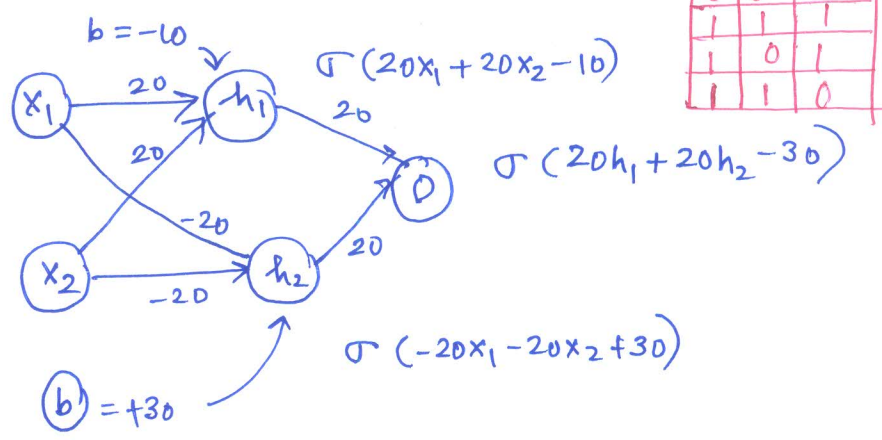 b = -10
σ (20x₁ + 20x₂ - 10)
x₁
20
h₁
20
20
σ (20h₁ + 20h₂ - 30)
0
-20
20
x₂
-20
h₂
σ (-20x₁ - 20x₂ + 30)
b = +30
1 1 1
1 0 1
1 1 0